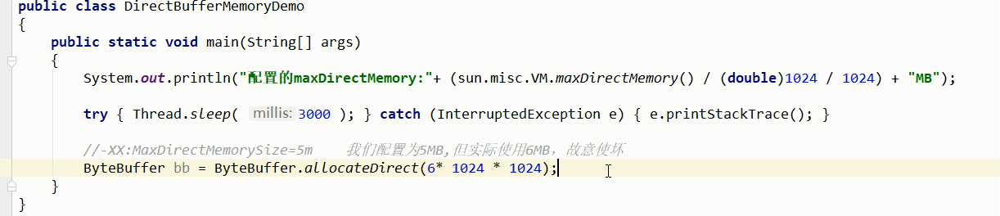 public class DirectBufferMemoryDemo
{
    public static void main(String[] args)
    {
        System.out.println("配置的maxDirectMemory:"+ (sun.misc.VM.maxDirectMemory() / (double)1024 / 1024) + "MB");
        try { Thread.sleep( millis: 3000 ); } catch (InterruptedException e) { e.printStackTrace(); }
        //-XX:MaxDirectMemorySize=5m    我们配置为5MB,但实际使用6MB，故意使坏
        ByteBuffer bb = ByteBuffer.allocateDirect(6* 1024 * 1024);
    }
}